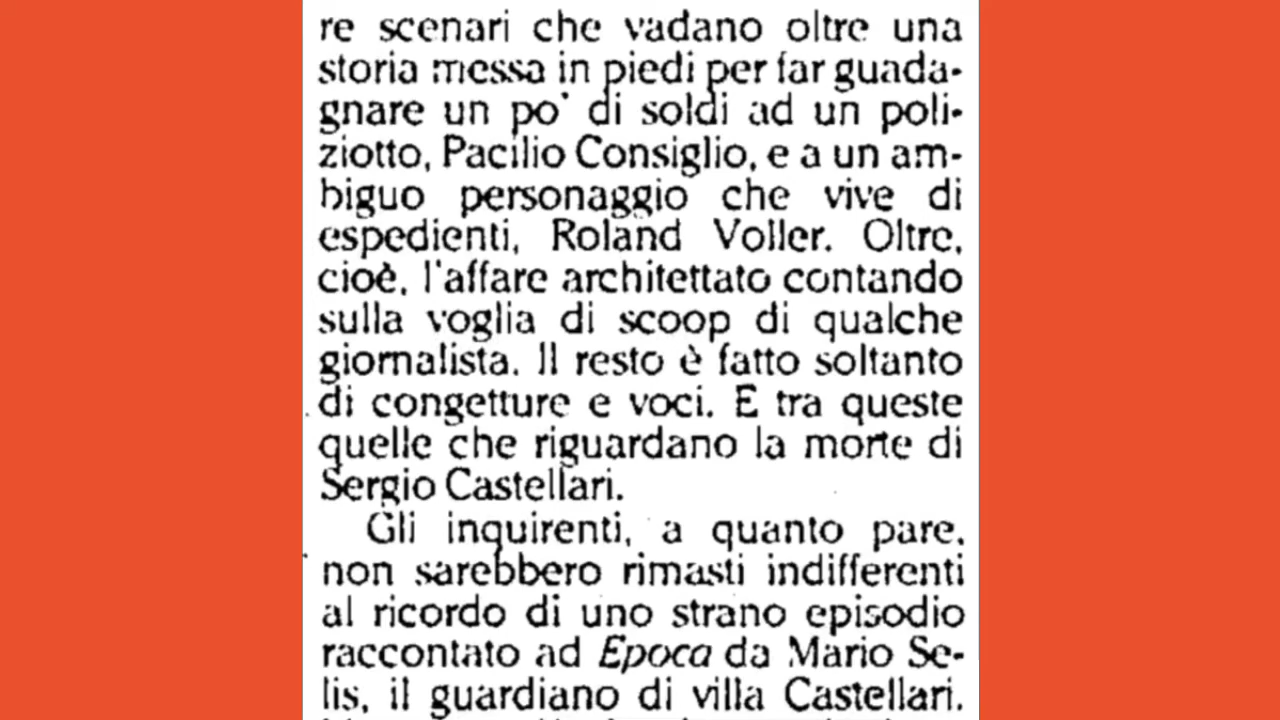 re scenari che vadano oltre una
storia messa in piedi per far guada-
gnare un po' di soldi ad un poli-
ziotto, Pacilio Consiglio, e a un am-
biguo personaggio che vive di
espedienti, Roland Voller. Oltre,
cioè, l'affare architettato contando
sulla voglia di scoop di qualche
giornalista. Il resto è fatto soltanto
di congetture e voci. E tra queste
quelle che riguardano la morte di
Sergio Castellari.
Gli inquirenti, a quanto pare,
non sarebbero rimasti indifferenti
al ricordo di uno strano episodio
raccontato ad Epoca da Mario Se-
lis, il guardiano di villa Castellari.